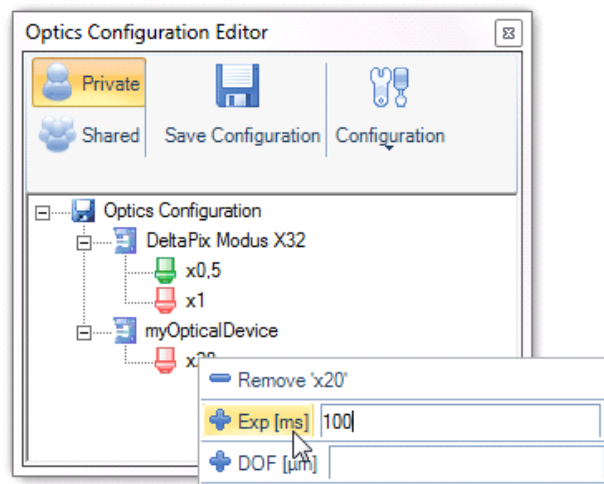 Optics Configuration Editor
Private
Shared
Save Configuration
Configuration
Optics Configuration
DeltaPix Modus X32
x0,5
x1
myOpticalDevice
x20
Remove 'x20'
Exp [ms] 100
DOF [µm]